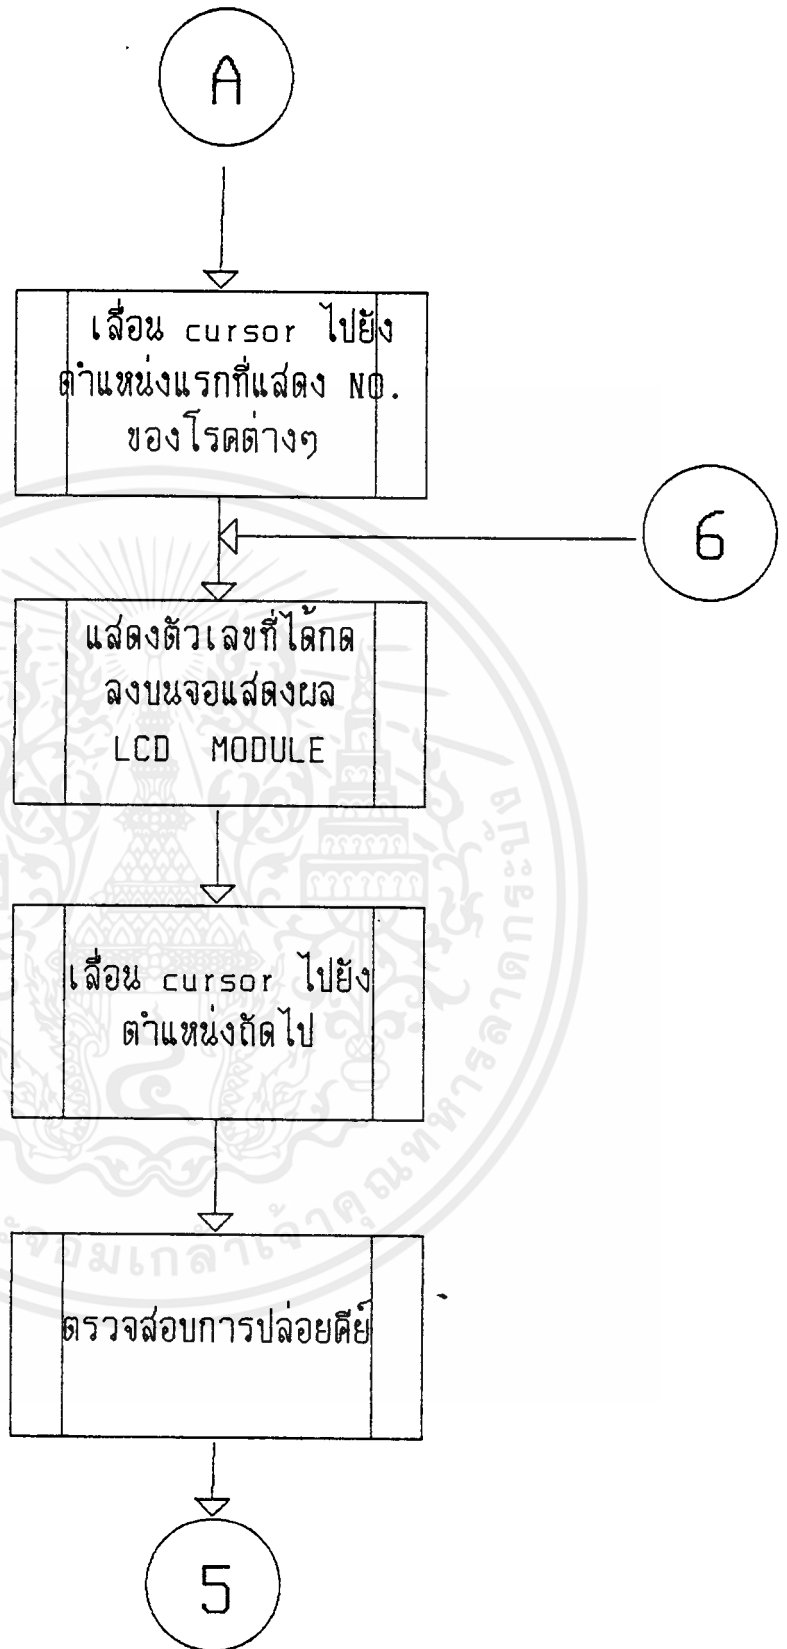 A
เลื่อน cursor ไปยัง
ตำแหน่งแรกที่แสดง NO.
ของโรคต่างๆ
6
แสดงตัวเลขที่ได้กด
ลงบนจอแสดงผล
LCD MODULE
เลื่อน cursor ไปยัง
ตำแหน่งถัดไป
ตรวจสอบการปล่อยคีย์
5